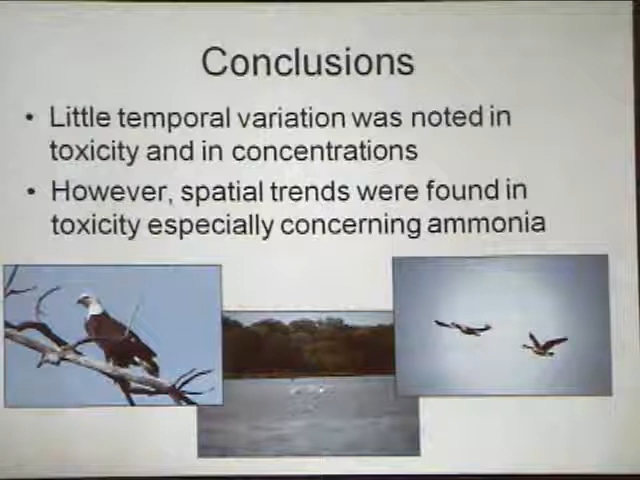 Conclusions
• Little temporal variation was noted in
toxicity and in concentrations
• However, spatial trends were found in
toxicity especially concerning ammonia